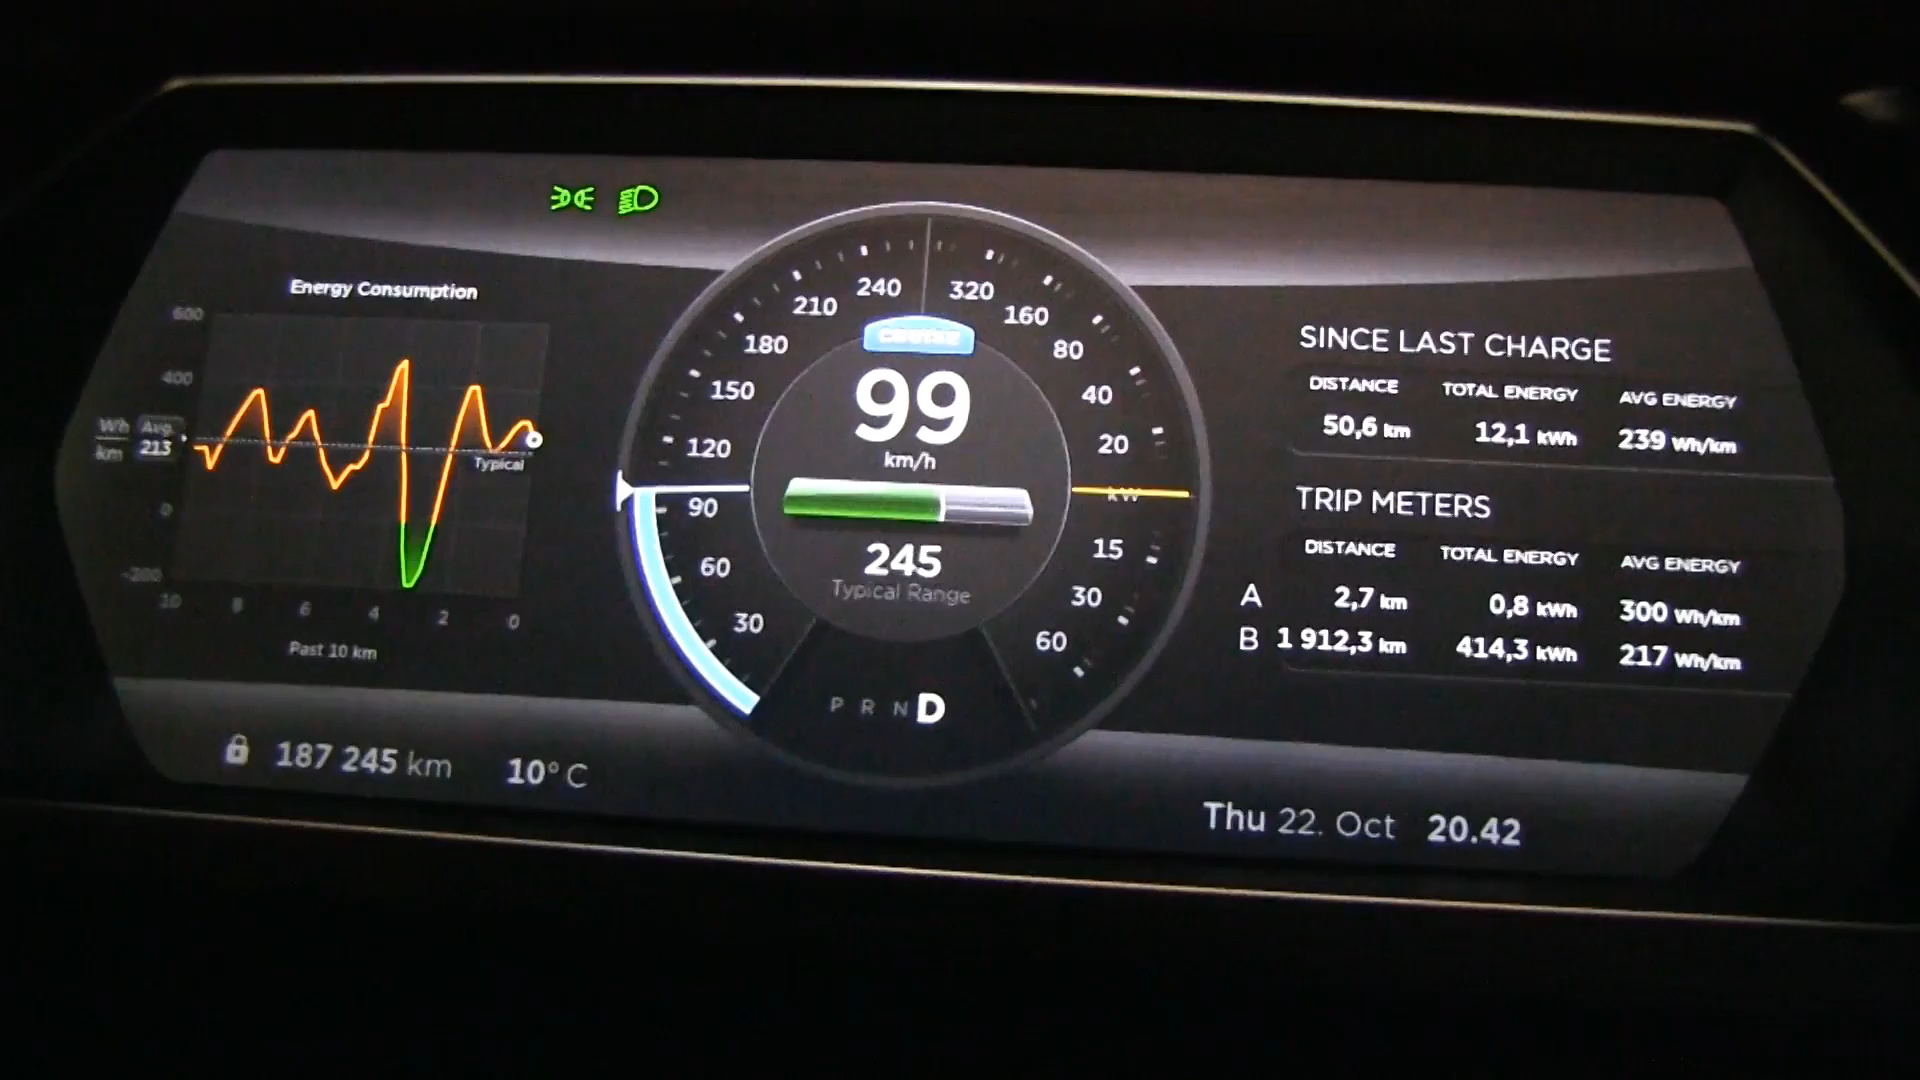 Energy Consumption
600
400
Wh
km
Avg.
213
Typical
0
-200
10 8 6 4 2 0
Past 10 km
187 245 km 10° C
240 320
210 160
180 80
150 40
120 20
90 kW
60 15
30 30
60
CRUISE
99
km/h
245
Typical Range
P R N D
SINCE LAST CHARGE
DISTANCE TOTAL ENERGY AVG ENERGY
50,6 km 12,1 kWh 239 Wh/km
TRIP METERS
DISTANCE TOTAL ENERGY AVG ENERGY
A 2,7 km 0,8 kWh 300 Wh/km
B 1 912,3 km 414,3 kWh 217 Wh/km
Thu 22. Oct 20.42